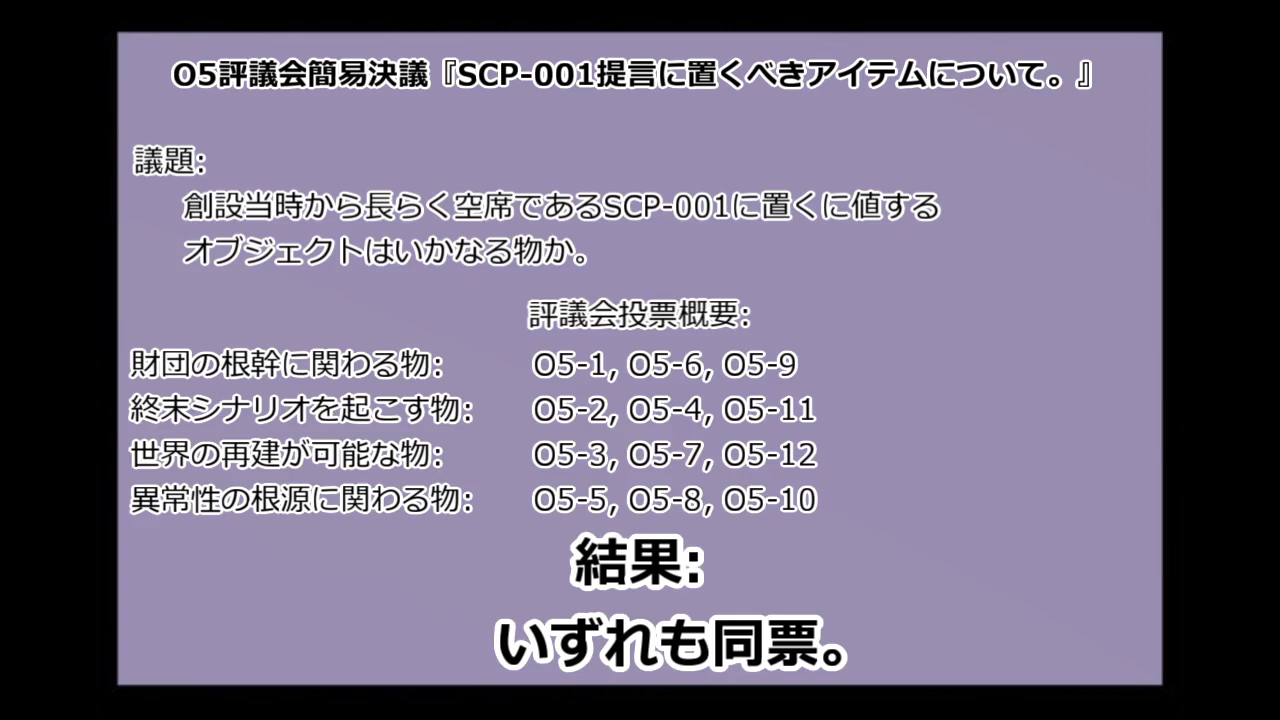 O5評議会簡易決議『SCP-001提言に置くべきアイテムについて。』
議題:
創設当時から長らく空席であるSCP-001に置くに値する
オブジェクトはいかなる物か。
評議会投票概要:
財団の根幹に関わる物: O5-1, O5-6, O5-9
終末シナリオを起こす物: O5-2, O5-4, O5-11
世界の再建が可能な物: O5-3, O5-7, O5-12
異常性の根源に関わる物: O5-5, O5-8, O5-10
結果:
いずれも同票。